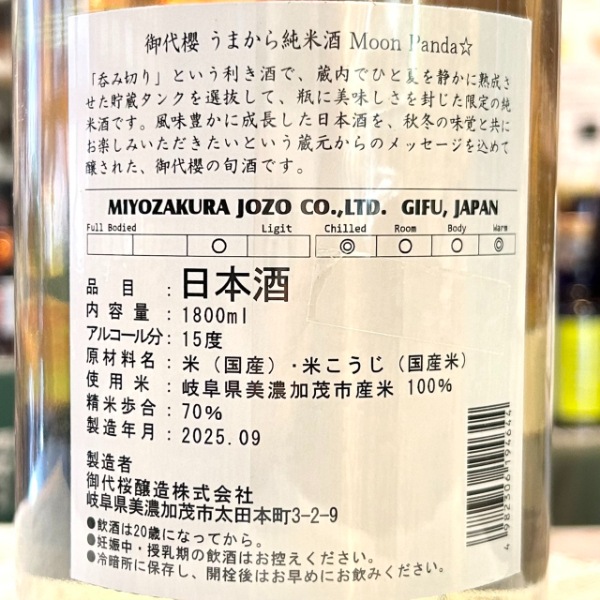 御代櫻 うまから純米酒 Moon Panda☆
「呑み切り」という利き酒で、蔵内でひと夏を静かに熟成さ
せた貯蔵タンクを選抜して、瓶に美味しさを封じた限定の純
米酒です。風味豊かに成長した日本酒を、秋冬の味覚と共に
お楽しみいただきたいという蔵元からのメッセージを込めて
醸された、御代櫻の旬酒です。
MIYOZAKURA JOZO CO.,LTD. GIFU, JAPAN
Full Bodied Ligit Chilled Room Body Warm
○ ◎ ○ ○ ◎
品目：日本酒
内容量：1800ml
アルコール分：15度
原材料名：米（国産）・米こうじ（国産米）
使用米：岐阜県美濃加茂市産米 100%
精米歩合：70%
製造年月：2025.09
製造者
御代桜醸造株式会社
岐阜県美濃加茂市太田本町3-2-9
●飲酒は20歳になってから。
●妊娠中・授乳期の飲酒はお控えください。
●冷暗所に保存し、開栓後はお早めにお飲みください。
4982306194644